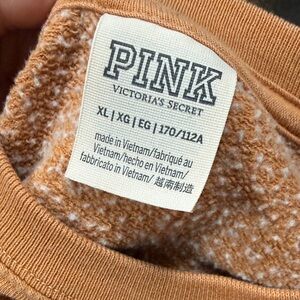 PINK
VICTORIA'S SECRET
XL | XG | EG | 170/112A
made in Vietnam/fabriqué au
Vietnam/hecho en Vietnam/
fabbricato in Vietnam/ 越南制造